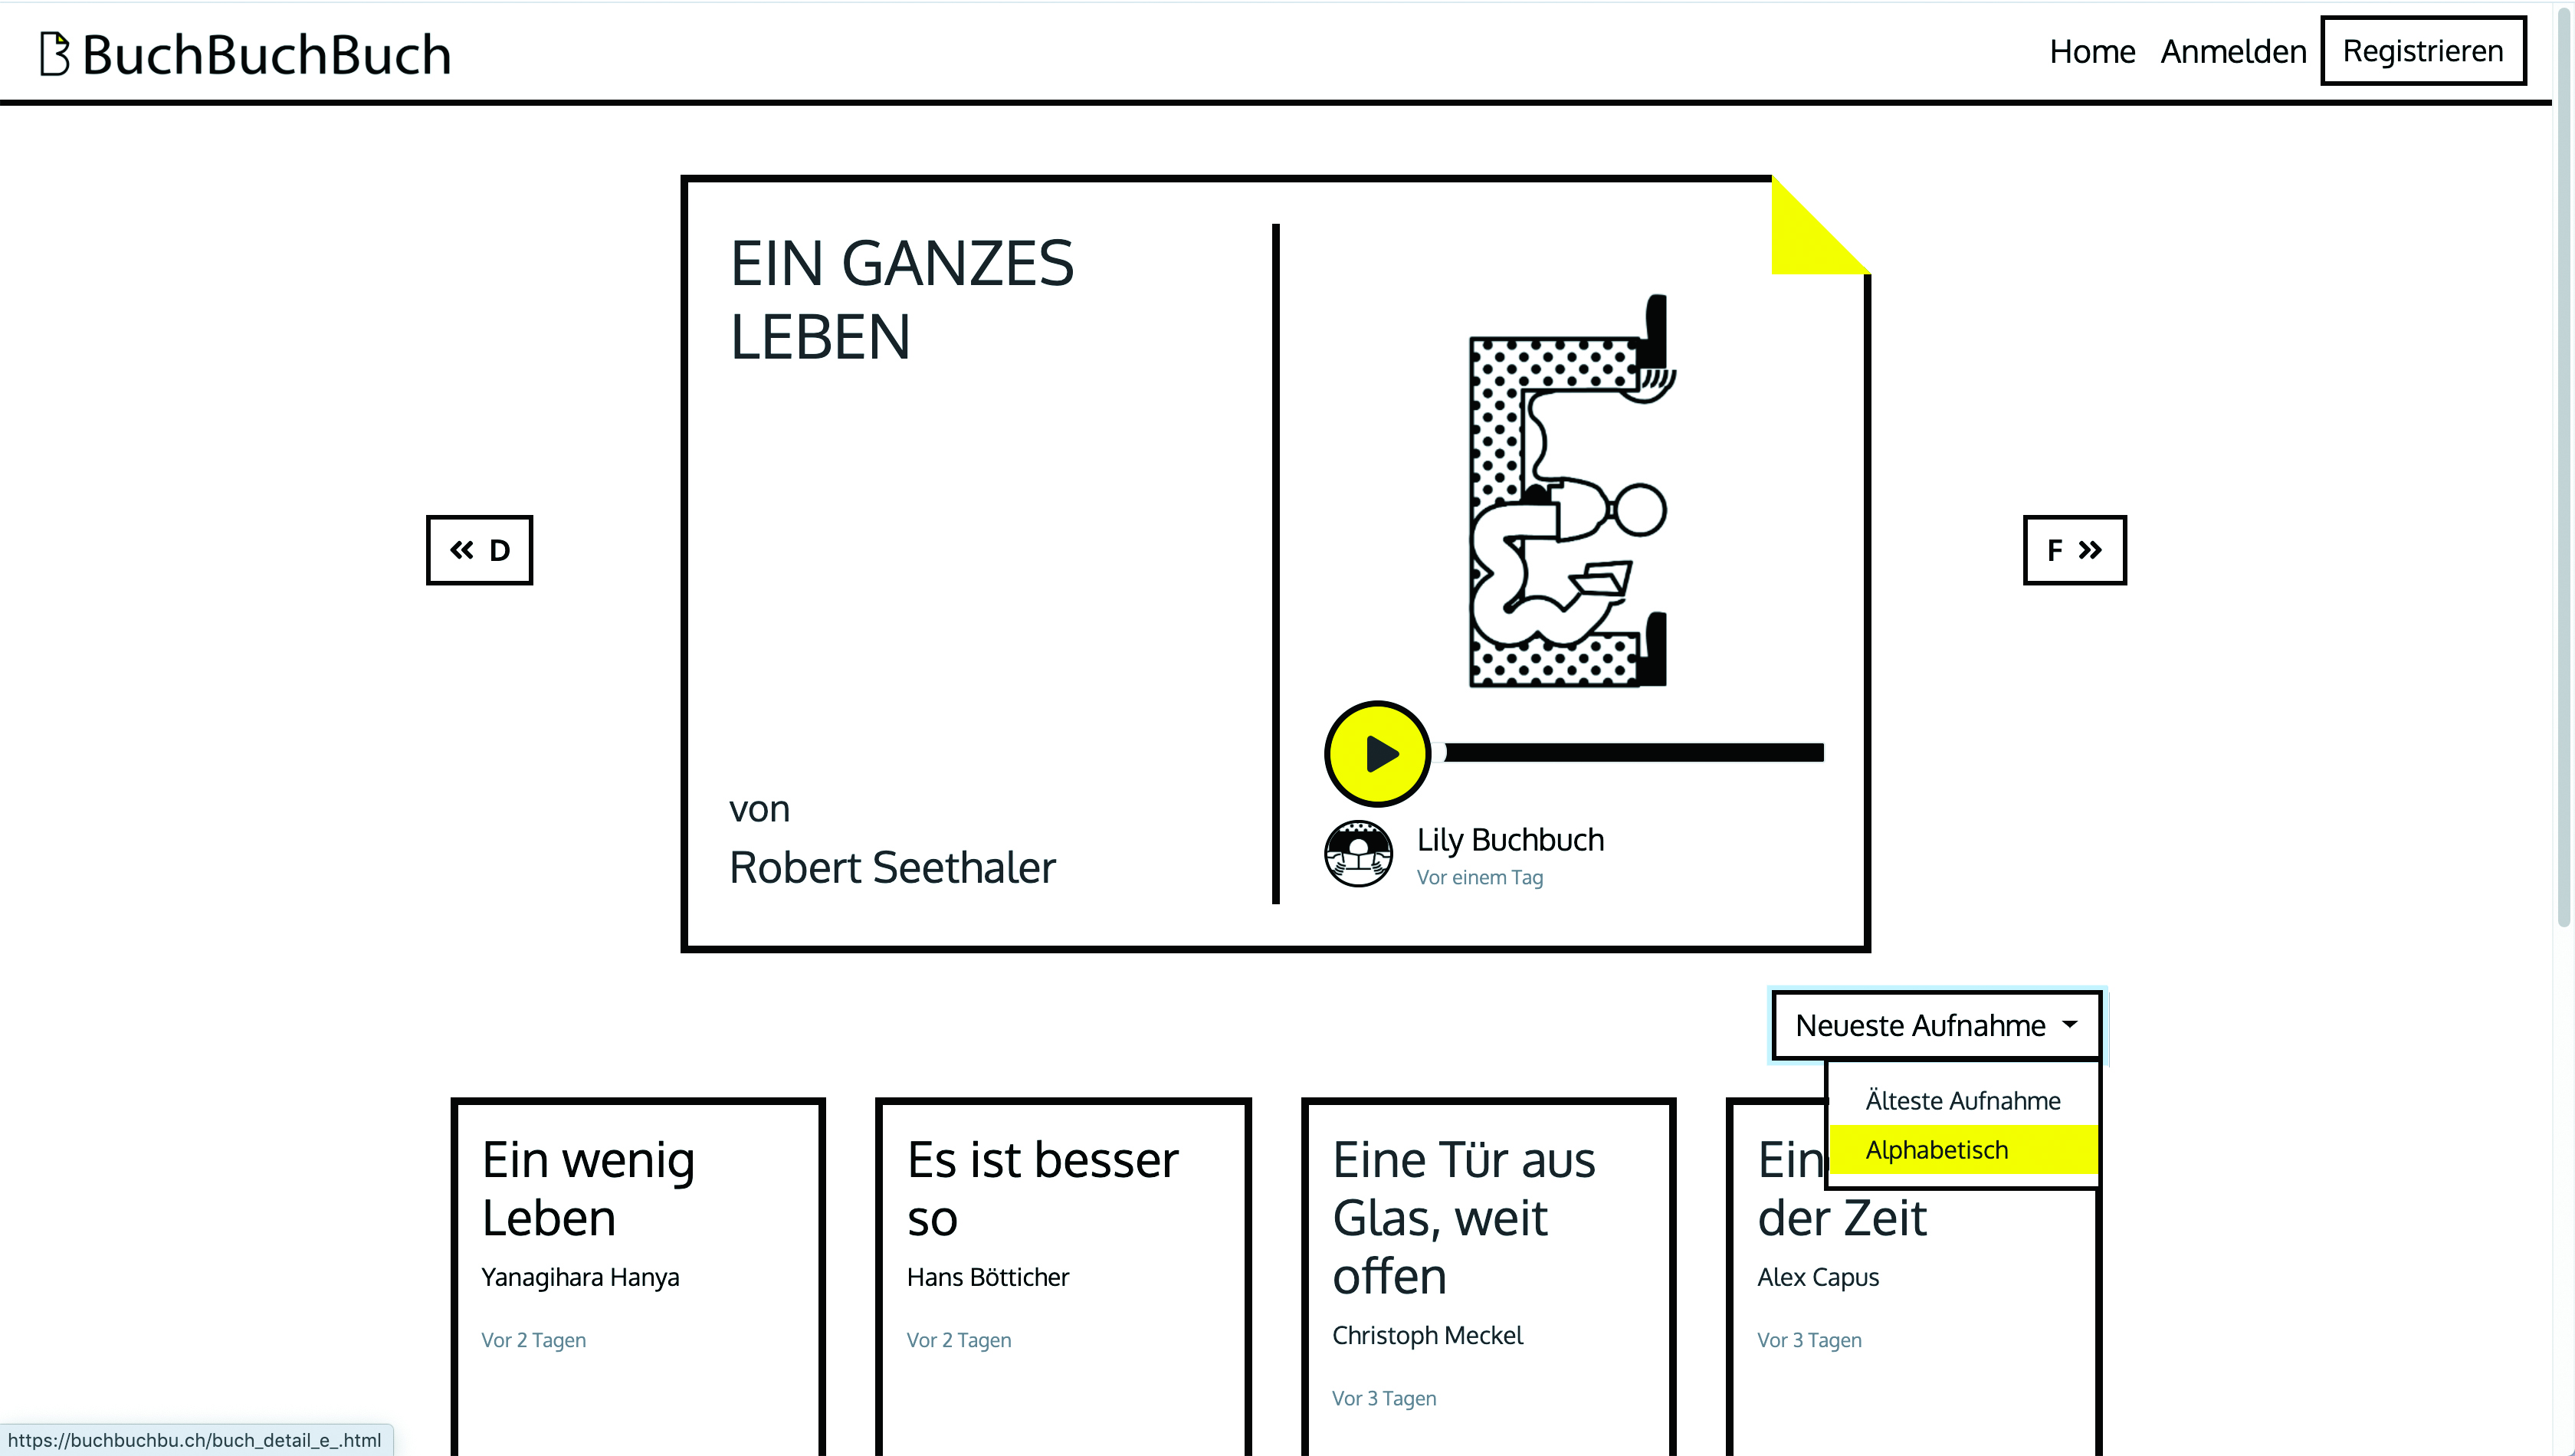 BuchBuchBuch
Home Anmelden Registrieren
EIN GANZES
LEBEN
D
F
von
Robert Seethaler
Lily Buchbuch
Vor einem Tag
Neueste Aufnahme
Älteste Aufnahme
Alphabetisch
Ein wenig
Leben
Yanagihara Hanya
Vor 2 Tagen
Es ist besser
so
Hans Bötticher
Vor 2 Tagen
Eine Tür aus
Glas, weit
offen
Christoph Meckel
Vor 3 Tagen
Ein
der Zeit
Alex Capus
Vor 3 Tagen
https://buchbuchbu.ch/buch_detail_e_.html